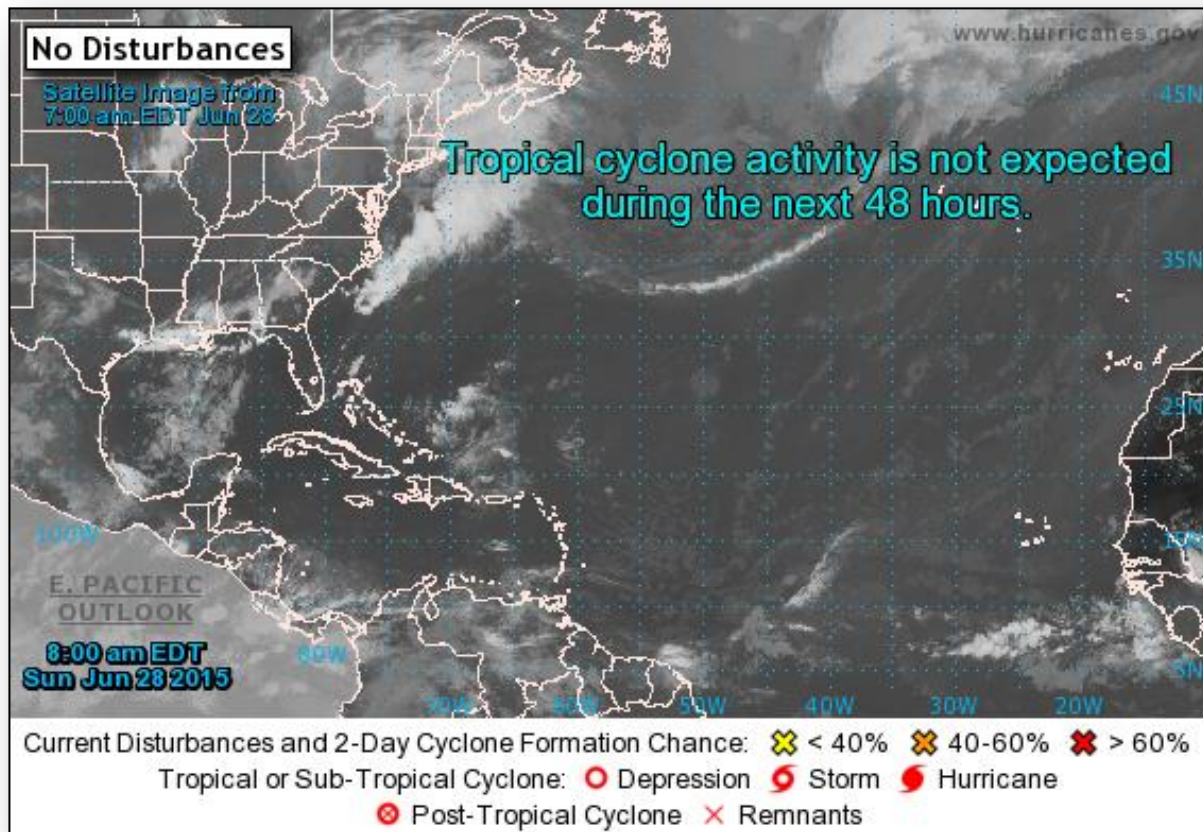 No Disturbances
www.hurricanes.gov
Satellite Image from
7:00 am EDT Jun 28
45N
Tropical cyclone activity is not expected
during the next 48 hours.
35N
25N
100W
15N
E. PACIFIC
OUTLOOK
8:00 am EDT
Sun Jun 28 2015
80W
5N
70W 60W 50W 40W 30W 20W
Current Disturbances and 2-Day Cyclone Formation Chance: < 40% 40-60% > 60%
Tropical or Sub-Tropical Cyclone: Depression Storm Hurricane
Post-Tropical Cyclone Remnants